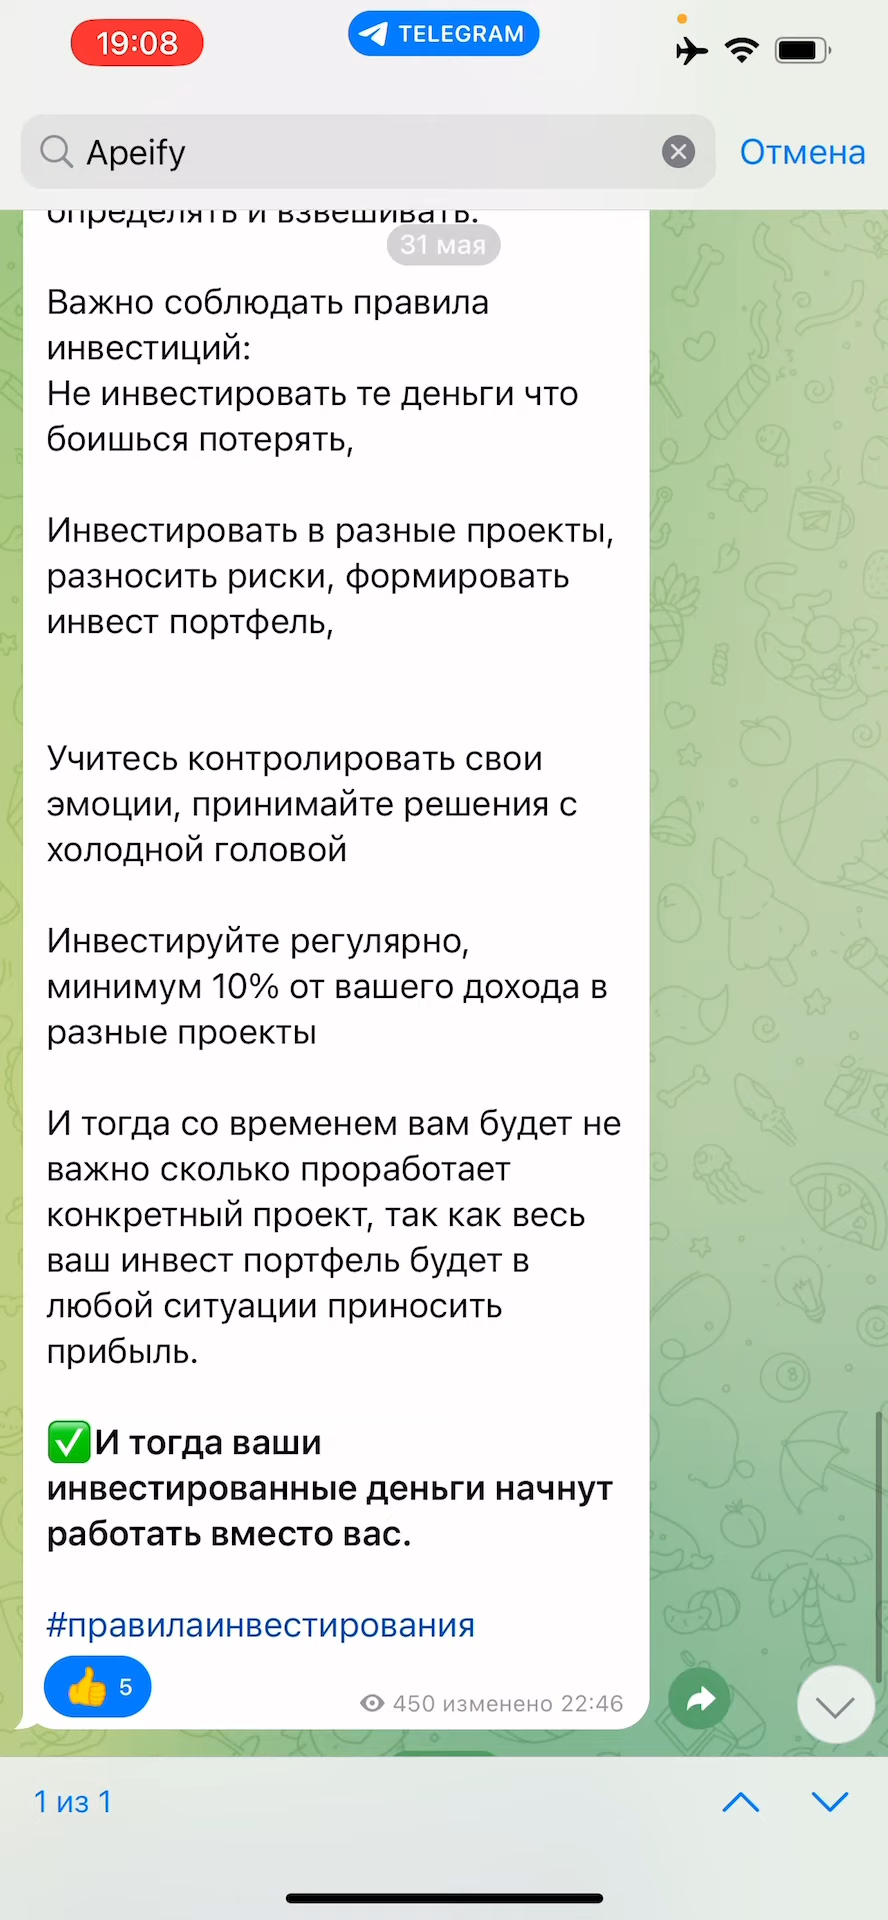 19:08
TELEGRAM
Apeify
Отмена
определять и взвешивать.
31 мая
Важно соблюдать правила
инвестиций:
Не инвестировать те деньги что
боишься потерять,
Инвестировать в разные проекты,
разносить риски, формировать
инвест портфель,
Учитесь контролировать свои
эмоции, принимайте решения с
холодной головой
Инвестируйте регулярно,
минимум 10% от вашего дохода в
разные проекты
И тогда со временем вам будет не
важно сколько проработает
конкретный проект, так как весь
ваш инвест портфель будет в
любой ситуации приносить
прибыль.
✅И тогда ваши
инвестированные деньги начнут
работать вместо вас.
#правилаинвестирования
👍 5
450 изменено 22:46
1 из 1